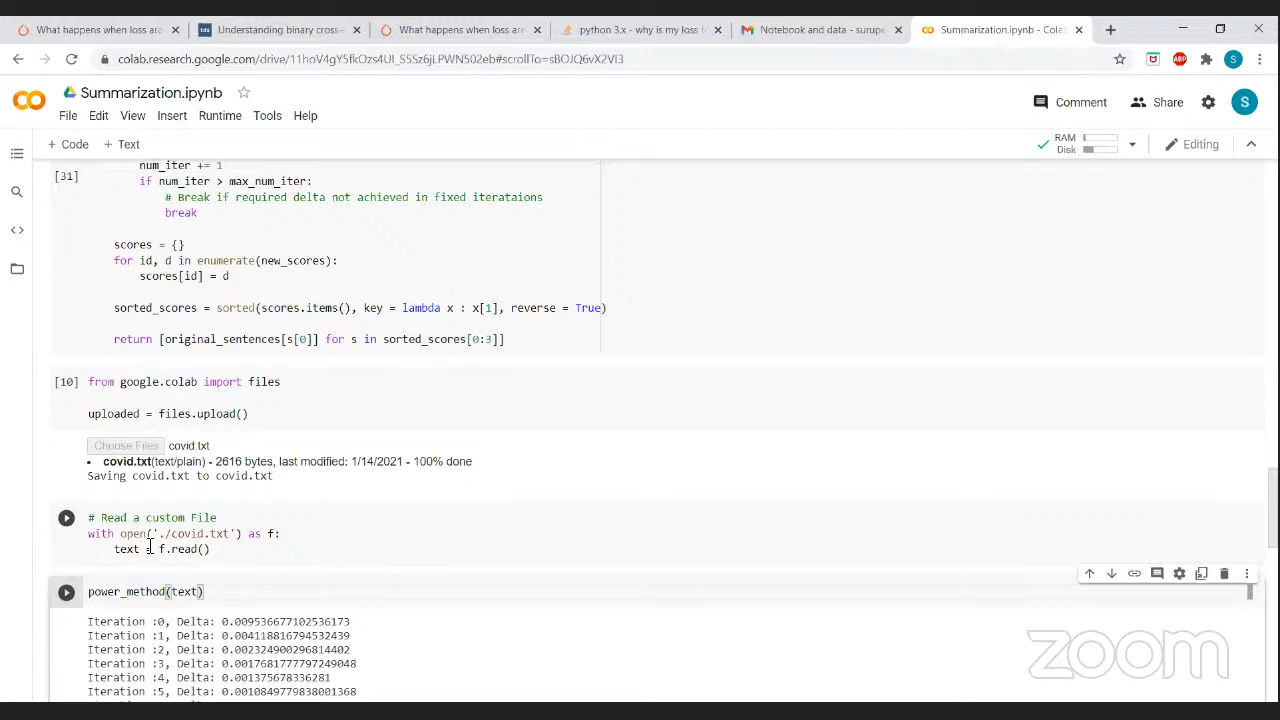 What happens when loss are
Understanding binary cross-
What happens when loss are
python 3.x - why is my loss
Notebook and data - surupe
Summarization.ipynb - Colab
Summarization.ipynb
File Edit View Insert Runtime Tools Help
Comment
Share
S
+ Code + Text
RAM
Disk
Editing
num_iter += 1
[31]
if num_iter > max_num_iter:
# Break if required delta not achieved in fixed iterataions
break
scores = {}
for id, d in enumerate(new_scores):
scores[id] = d
sorted_scores = sorted(scores.items(), key = lambda x : x[1], reverse = True)
return [original_sentences[s[0]] for s in sorted_scores[0:3]]
[10] from google.colab import files
uploaded = files.upload()
Choose Files covid.txt
• covid.txt(text/plain) - 2616 bytes, last modified: 1/14/2021 - 100% done
Saving covid.txt to covid.txt
# Read a custom File
with open('./covid.txt') as f:
text = f.read()
power_method(text)
Iteration :0, Delta: 0.009536677102536173
Iteration :1, Delta: 0.004118816794532439
Iteration :2, Delta: 0.002324900296814402
Iteration :3, Delta: 0.0017681777797249048
Iteration :4, Delta: 0.001375678336281
Iteration :5, Delta: 0.0010849779838001368
zoom